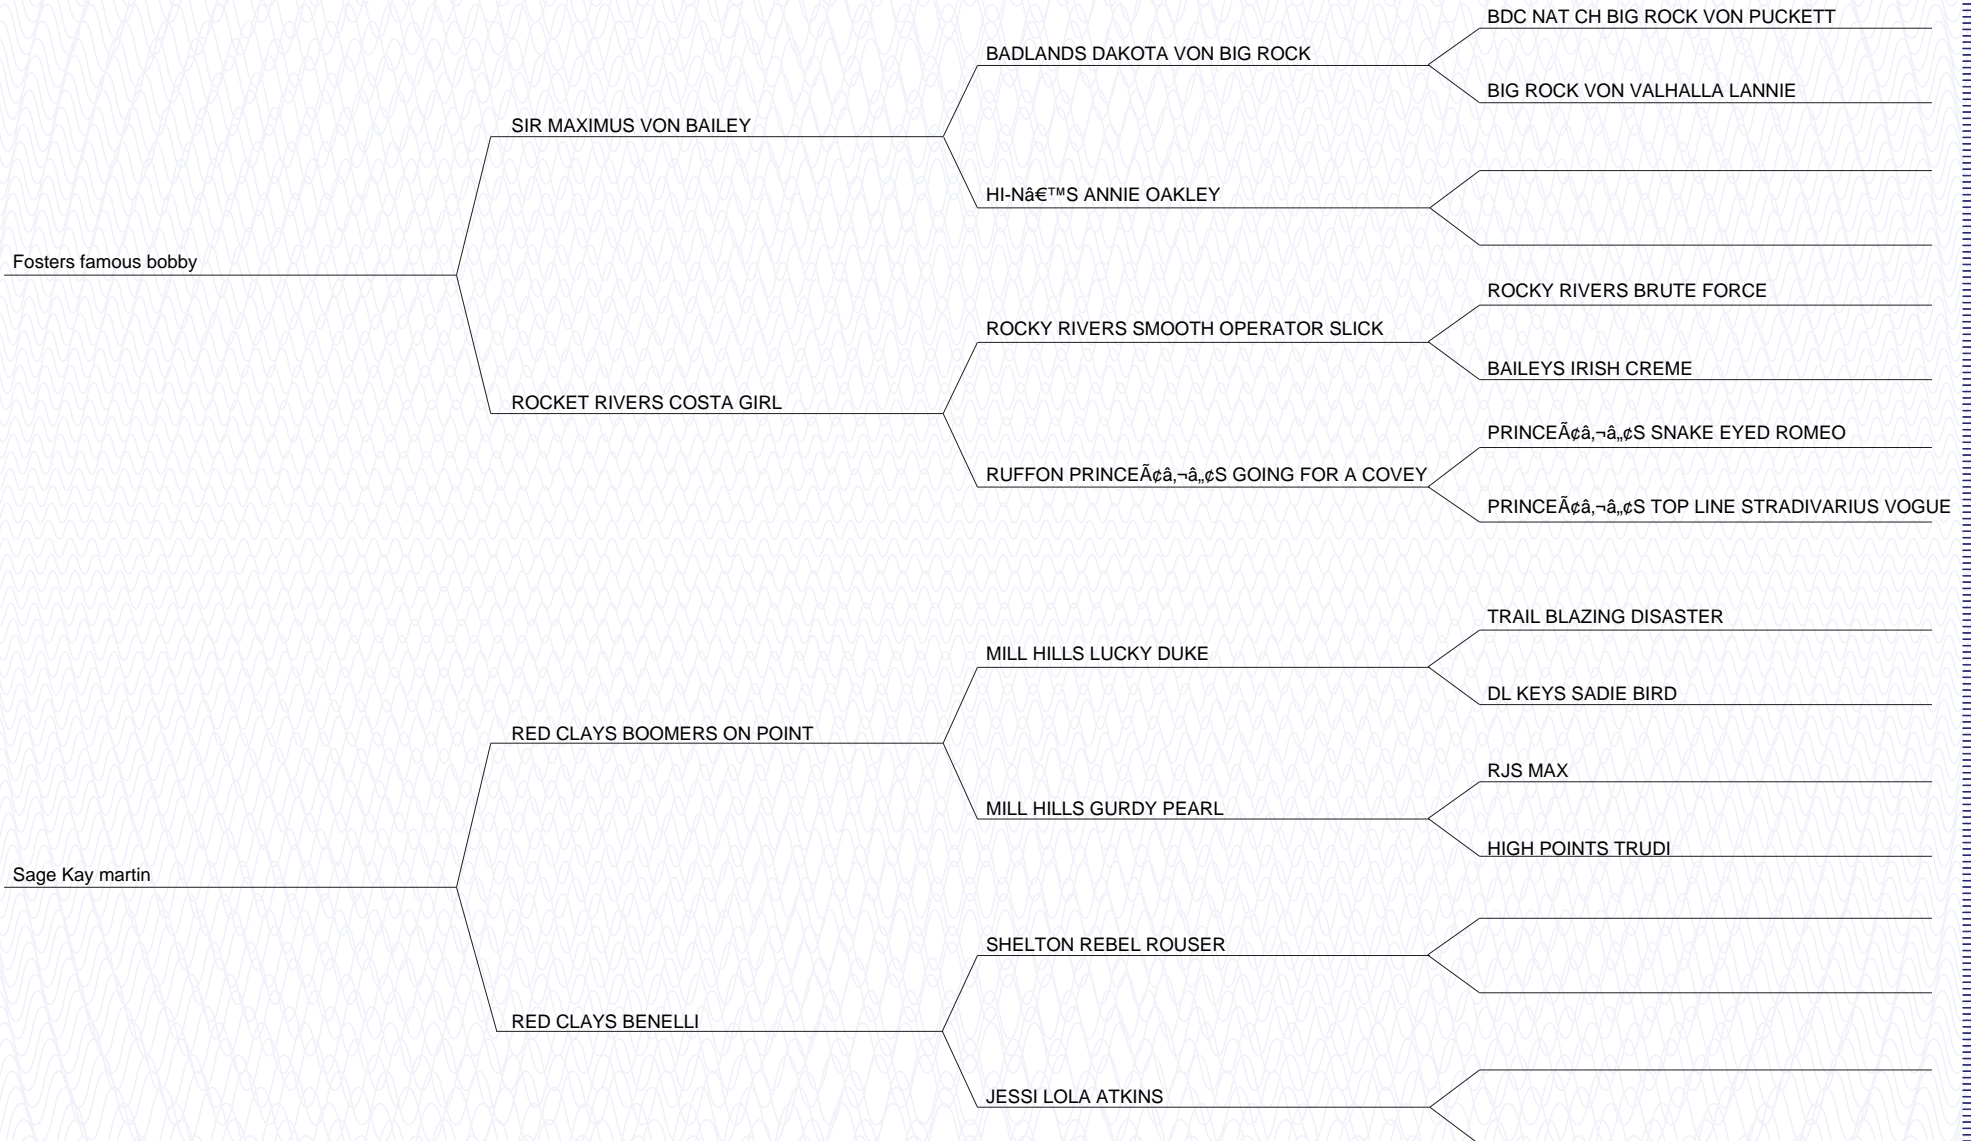 BDC NAT CH BIG ROCK VON PUCKETT
BADLANDS DAKOTA VON BIG ROCK
BIG ROCK VON VALHALLA LANNIE
SIR MAXIMUS VON BAILEY
HI-Nâ€™S ANNIE OAKLEY
Fosters famous bobby
ROCKY RIVERS BRUTE FORCE
ROCKY RIVERS SMOOTH OPERATOR SLICK
BAILEYS IRISH CREME
ROCKET RIVERS COSTA GIRL
PRINCEÃ¢â‚¬â„¢S SNAKE EYED ROMEO
RUFFON PRINCEÃ¢â‚¬â„¢S GOING FOR A COVEY
PRINCEÃ¢â‚¬â„¢S TOP LINE STRADIVARIUS VOGUE
TRAIL BLAZING DISASTER
MILL HILLS LUCKY DUKE
DL KEYS SADIE BIRD
RED CLAYS BOOMERS ON POINT
RJS MAX
MILL HILLS GURDY PEARL
HIGH POINTS TRUDI
Sage Kay martin
SHELTON REBEL ROUSER
RED CLAYS BENELLI
JESSI LOLA ATKINS